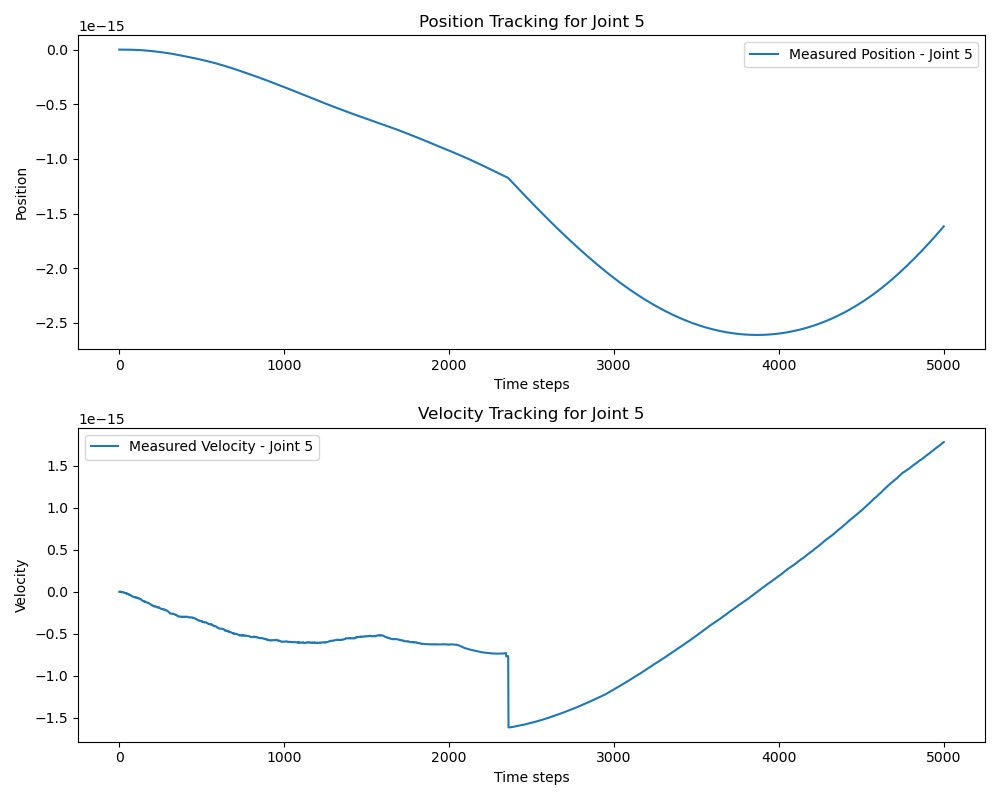 Position Tracking for Joint 5
1e−15
Measured Position - Joint 5
0.0
−0.5
−1.0
−1.5
−2.0
−2.5
Position
0 1000 2000 3000 4000 5000
Time steps
Velocity Tracking for Joint 5
1e−15
Measured Velocity - Joint 5
1.5
1.0
0.5
0.0
−0.5
−1.0
−1.5
Velocity
0 1000 2000 3000 4000 5000
Time steps